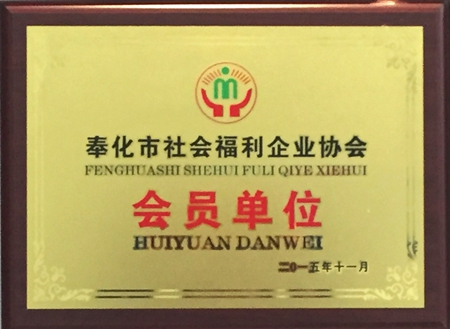 奉化市社会福利企业协会
FENGHUASHI SHEHUI FULI QIYE XIEHUI
会员单位
HUIYUAN DANWEI
二〇一五年十一月